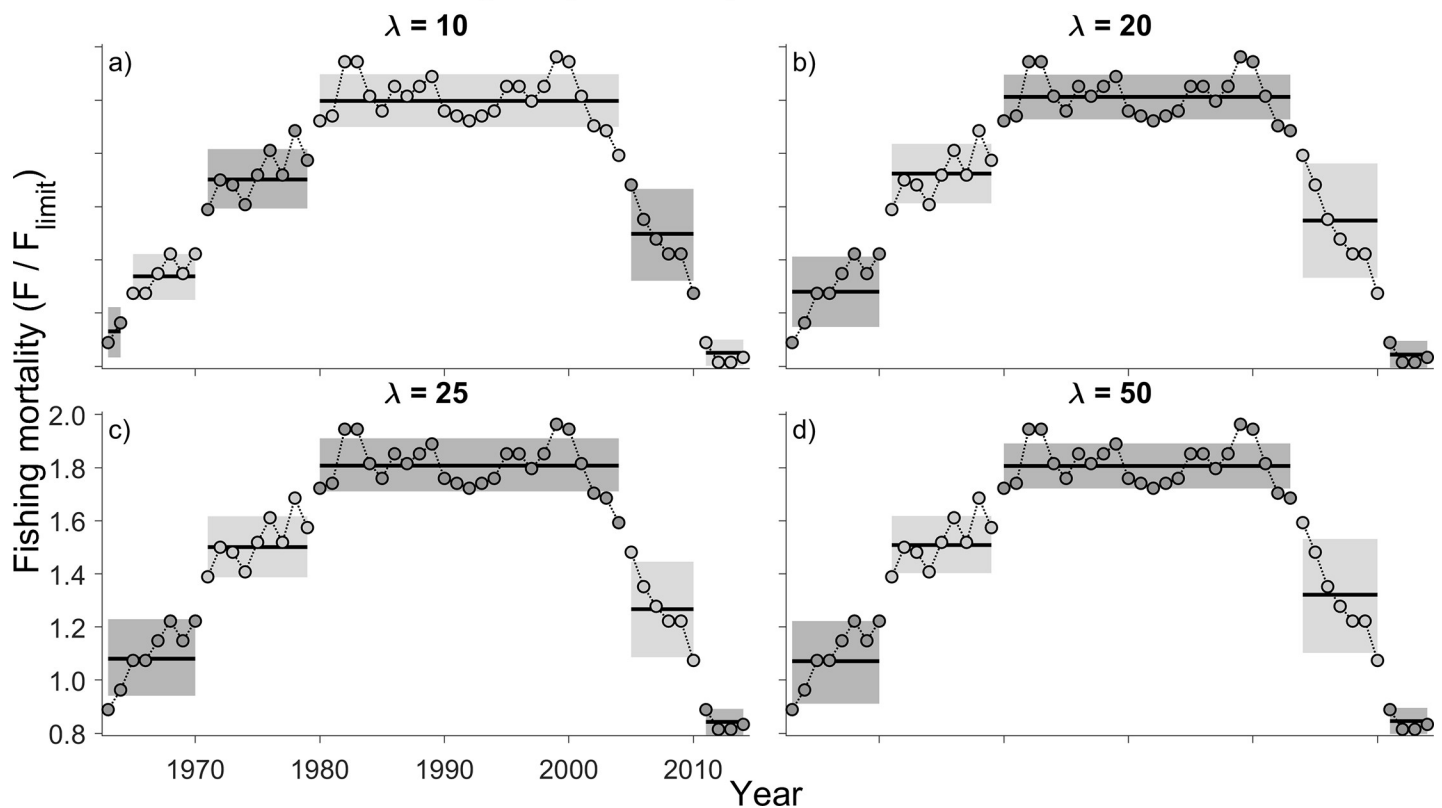 λ = 10
λ = 20
a)
b)
Fishing mortality (F / Flimit)
λ = 25
λ = 50
c)
d)
2.0
1.8
1.6
1.4
1.2
1.0
0.8
1970 1980 1990 2000 2010
Year